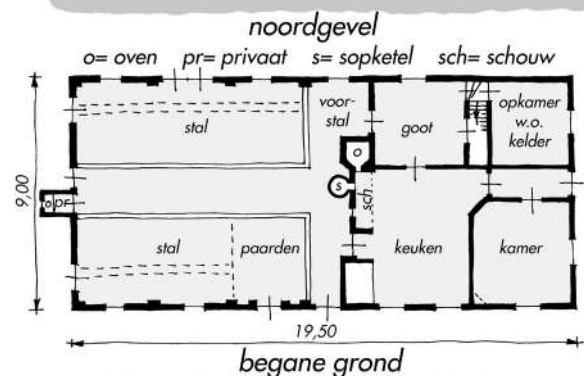 noordgevel
o= oven pr= privaat s= sopketel sch= schouw
stal
voor-
stal
goot
opkamer
w.o.
kelder
o
9,00
o pr
s
sch
stal
paarden
keuken
kamer
19,50
begane grond